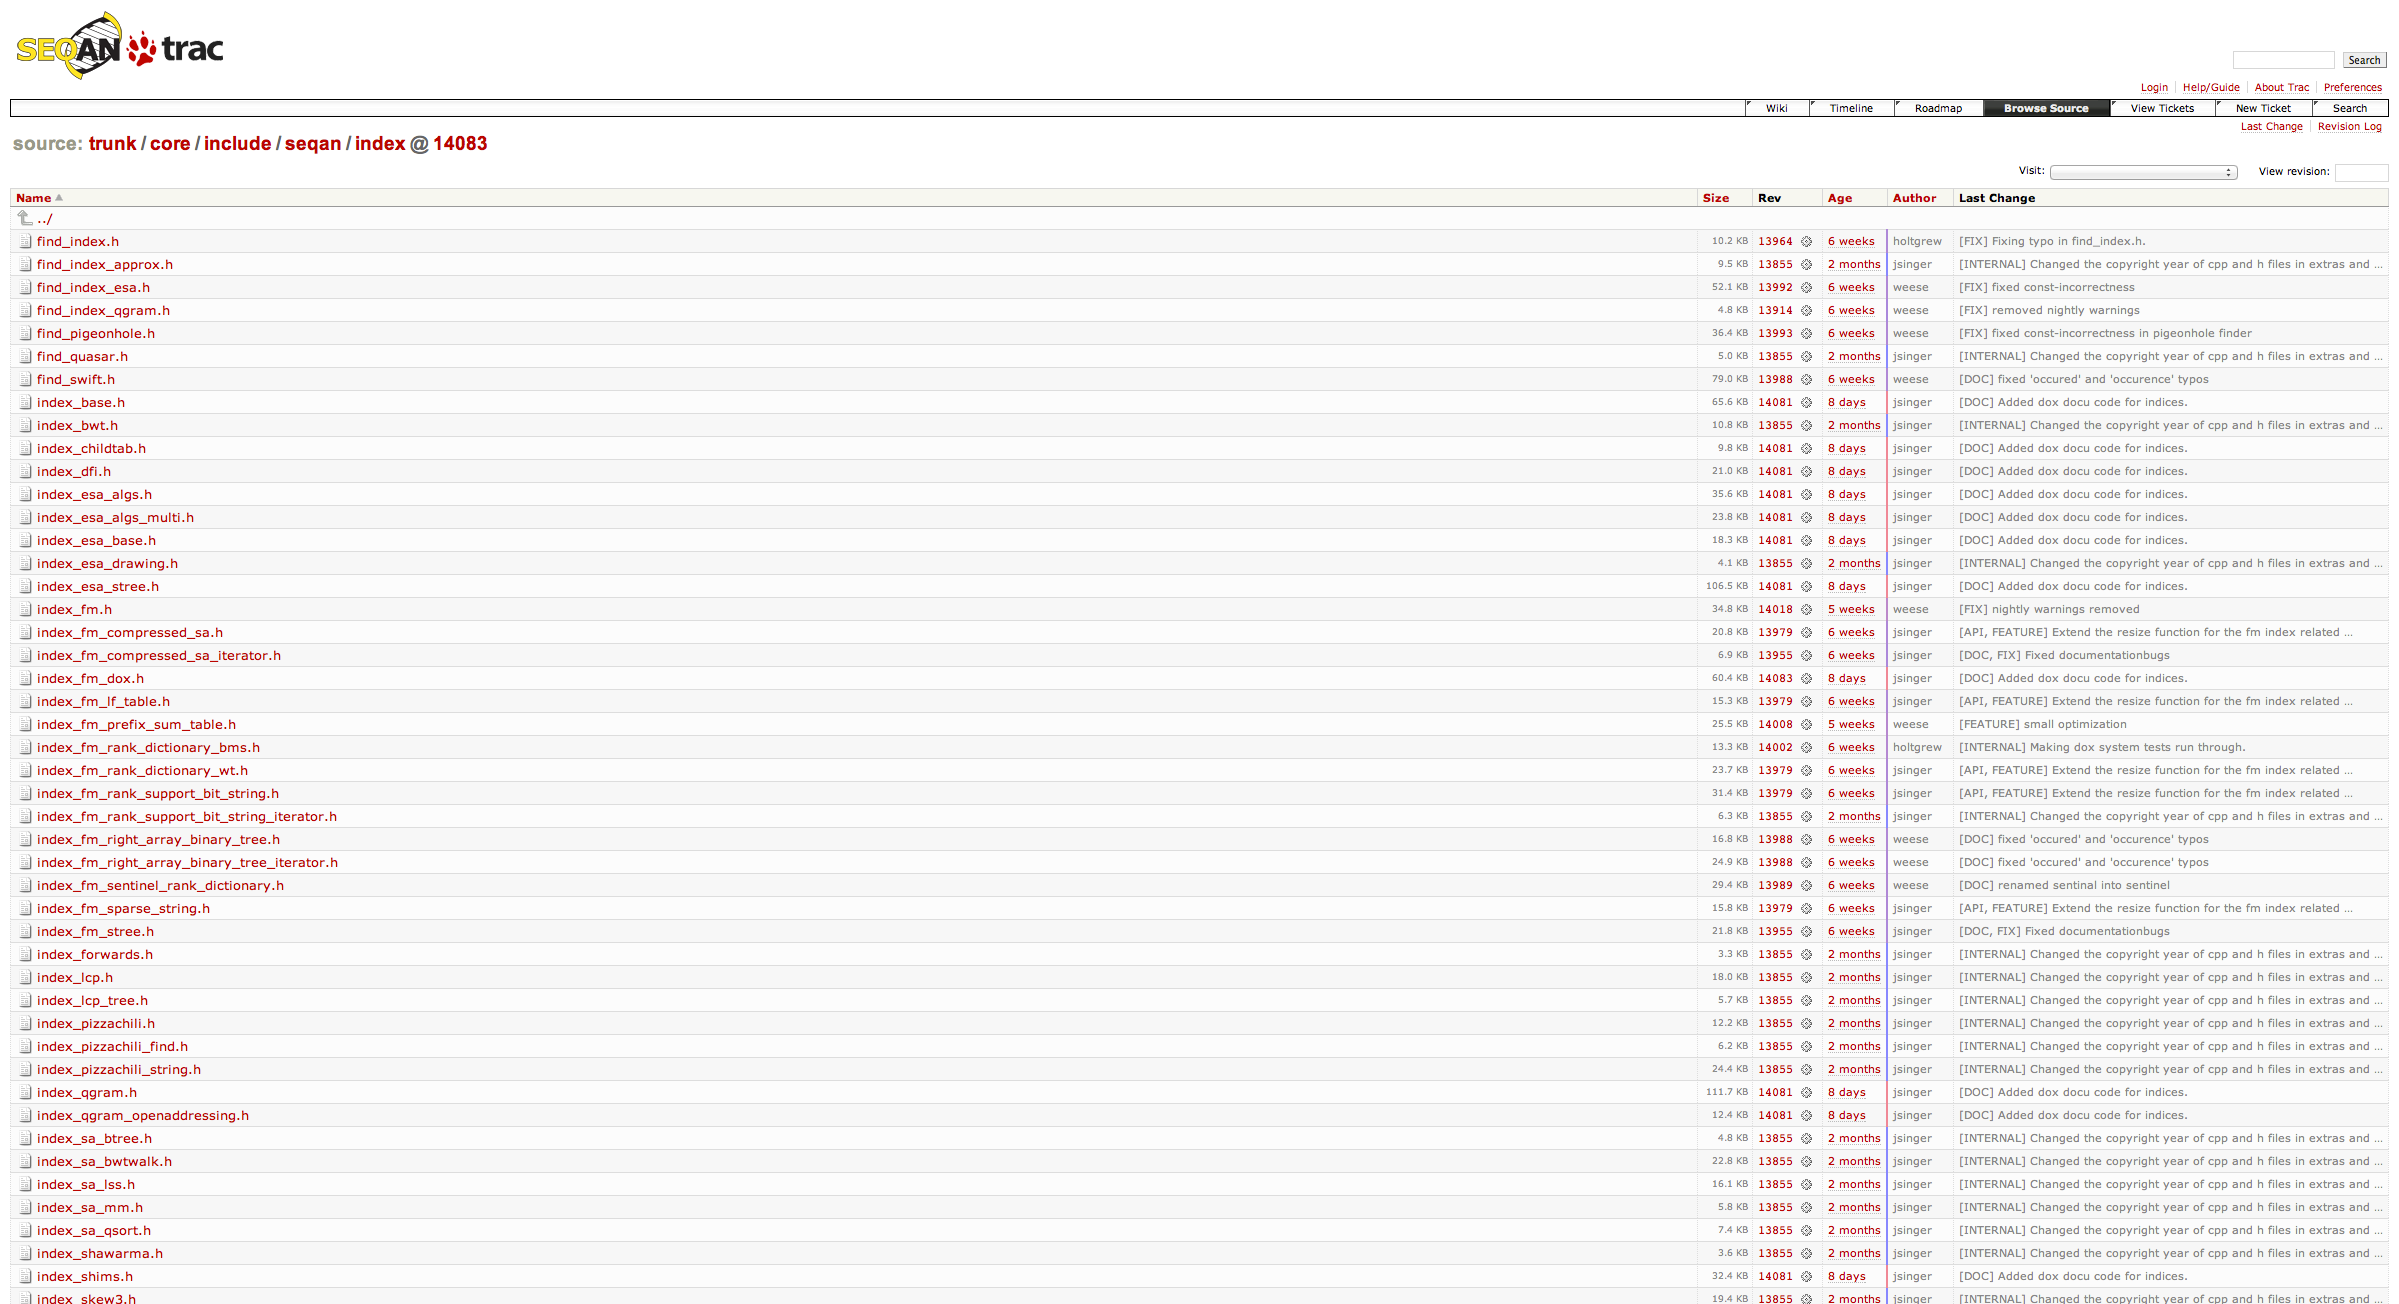 SEQAN trac
Search
Login Help/Guide About Trac Preferences
Wiki Timeline Roadmap Browse Source View Tickets New Ticket Search
Last Change Revision Log
source: trunk / core / include / seqan / index @ 14083
Visit: View revision:
Name Size Rev Age Author Last Change
../
find_index.h 10.2 KB 13964 6 weeks holtgrew [FIX] Fixing typo in find_index.h.
find_index_approx.h 9.5 KB 13855 2 months jsinger [INTERNAL] Changed the copyright year of cpp and h files in extras and ...
find_index_esa.h 52.1 KB 13992 6 weeks weese [FIX] fixed const-incorrectness
find_index_qgram.h 4.8 KB 13914 6 weeks weese [FIX] removed nightly warnings
find_pigeonhole.h 36.4 KB 13993 6 weeks weese [FIX] fixed const-incorrectness in pigeonhole finder
find_quasar.h 5.0 KB 13855 2 months jsinger [INTERNAL] Changed the copyright year of cpp and h files in extras and ...
find_swift.h 79.0 KB 13988 6 weeks weese [DOC] fixed 'occured' and 'occurence' typos
index_base.h 65.6 KB 14081 8 days jsinger [DOC] Added dox docu code for indices.
index_bwt.h 10.8 KB 13855 2 months jsinger [INTERNAL] Changed the copyright year of cpp and h files in extras and ...
index_childtab.h 9.8 KB 14081 8 days jsinger [DOC] Added dox docu code for indices.
index_dfi.h 21.0 KB 14081 8 days jsinger [DOC] Added dox docu code for indices.
index_esa_algs.h 35.6 KB 14081 8 days jsinger [DOC] Added dox docu code for indices.
index_esa_algs_multi.h 23.8 KB 14081 8 days jsinger [DOC] Added dox docu code for indices.
index_esa_base.h 18.3 KB 14081 8 days jsinger [DOC] Added dox docu code for indices.
index_esa_drawing.h 4.1 KB 13855 2 months jsinger [INTERNAL] Changed the copyright year of cpp and h files in extras and ...
index_esa_stree.h 106.5 KB 14081 8 days jsinger [DOC] Added dox docu code for indices.
index_fm.h 34.8 KB 14018 5 weeks weese [FIX] nightly warnings removed
index_fm_compressed_sa.h 20.8 KB 13979 6 weeks jsinger [API, FEATURE] Extend the resize function for the fm index related ...
index_fm_compressed_sa_iterator.h 6.9 KB 13955 6 weeks jsinger [DOC, FIX] Fixed documentationbugs
index_fm_dox.h 60.4 KB 14083 8 days jsinger [DOC] Added dox docu code for indices.
index_fm_lf_table.h 15.3 KB 13979 6 weeks jsinger [API, FEATURE] Extend the resize function for the fm index related ...
index_fm_prefix_sum_table.h 25.5 KB 14008 5 weeks weese [FEATURE] small optimization
index_fm_rank_dictionary_bms.h 13.3 KB 14002 6 weeks holtgrew [INTERNAL] Making dox system tests run through.
index_fm_rank_dictionary_wt.h 23.7 KB 13979 6 weeks jsinger [API, FEATURE] Extend the resize function for the fm index related ...
index_fm_rank_support_bit_string.h 31.4 KB 13979 6 weeks jsinger [API, FEATURE] Extend the resize function for the fm index related ...
index_fm_rank_support_bit_string_iterator.h 6.3 KB 13855 2 months jsinger [INTERNAL] Changed the copyright year of cpp and h files in extras and ...
index_fm_right_array_binary_tree.h 16.8 KB 13988 6 weeks weese [DOC] fixed 'occured' and 'occurence' typos
index_fm_right_array_binary_tree_iterator.h 24.9 KB 13988 6 weeks weese [DOC] fixed 'occured' and 'occurence' typos
index_fm_sentinel_rank_dictionary.h 29.4 KB 13989 6 weeks weese [DOC] renamed sentinal into sentinel
index_fm_sparse_string.h 15.8 KB 13979 6 weeks jsinger [API, FEATURE] Extend the resize function for the fm index related ...
index_fm_stree.h 21.8 KB 13955 6 weeks jsinger [DOC, FIX] Fixed documentationbugs
index_forwards.h 3.3 KB 13855 2 months jsinger [INTERNAL] Changed the copyright year of cpp and h files in extras and ...
index_lcp.h 18.0 KB 13855 2 months jsinger [INTERNAL] Changed the copyright year of cpp and h files in extras and ...
index_lcp_tree.h 5.7 KB 13855 2 months jsinger [INTERNAL] Changed the copyright year of cpp and h files in extras and ...
index_pizzachili.h 12.2 KB 13855 2 months jsinger [INTERNAL] Changed the copyright year of cpp and h files in extras and ...
index_pizzachili_find.h 6.2 KB 13855 2 months jsinger [INTERNAL] Changed the copyright year of cpp and h files in extras and ...
index_pizzachili_string.h 24.4 KB 13855 2 months jsinger [INTERNAL] Changed the copyright year of cpp and h files in extras and ...
index_qgram.h 111.7 KB 14081 8 days jsinger [DOC] Added dox docu code for indices.
index_qgram_openaddressing.h 12.4 KB 14081 8 days jsinger [DOC] Added dox docu code for indices.
index_sa_btree.h 4.8 KB 13855 2 months jsinger [INTERNAL] Changed the copyright year of cpp and h files in extras and ...
index_sa_bwtwalk.h 22.8 KB 13855 2 months jsinger [INTERNAL] Changed the copyright year of cpp and h files in extras and ...
index_sa_lss.h 16.1 KB 13855 2 months jsinger [INTERNAL] Changed the copyright year of cpp and h files in extras and ...
index_sa_mm.h 5.8 KB 13855 2 months jsinger [INTERNAL] Changed the copyright year of cpp and h files in extras and ...
index_sa_qsort.h 7.4 KB 13855 2 months jsinger [INTERNAL] Changed the copyright year of cpp and h files in extras and ...
index_shawarma.h 3.6 KB 13855 2 months jsinger [INTERNAL] Changed the copyright year of cpp and h files in extras and ...
index_shims.h 32.4 KB 14081 8 days jsinger [DOC] Added dox docu code for indices.
index_skew3.h 19.4 KB 13855 2 months jsinger [INTERNAL] Changed the copyright year of cpp and h files in extras and ...